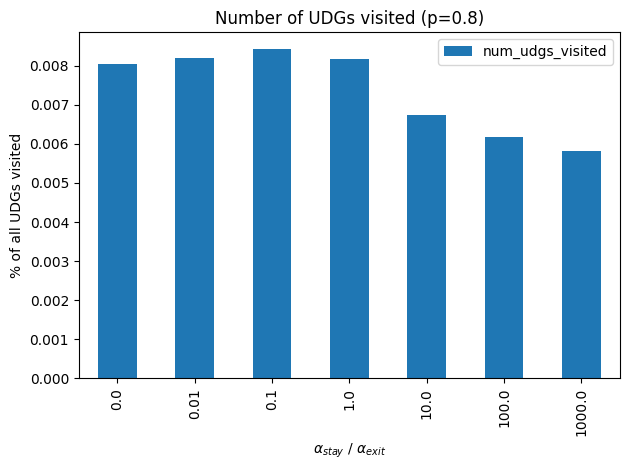 Number of UDGs visited (p=0.8)
num_udgs_visited
% of all UDGs visited
0.008
0.007
0.006
0.005
0.004
0.003
0.002
0.001
0.000
0.0 0.01 0.1 1.0 10.0 100.0 1000.0
α_stay / α_exit